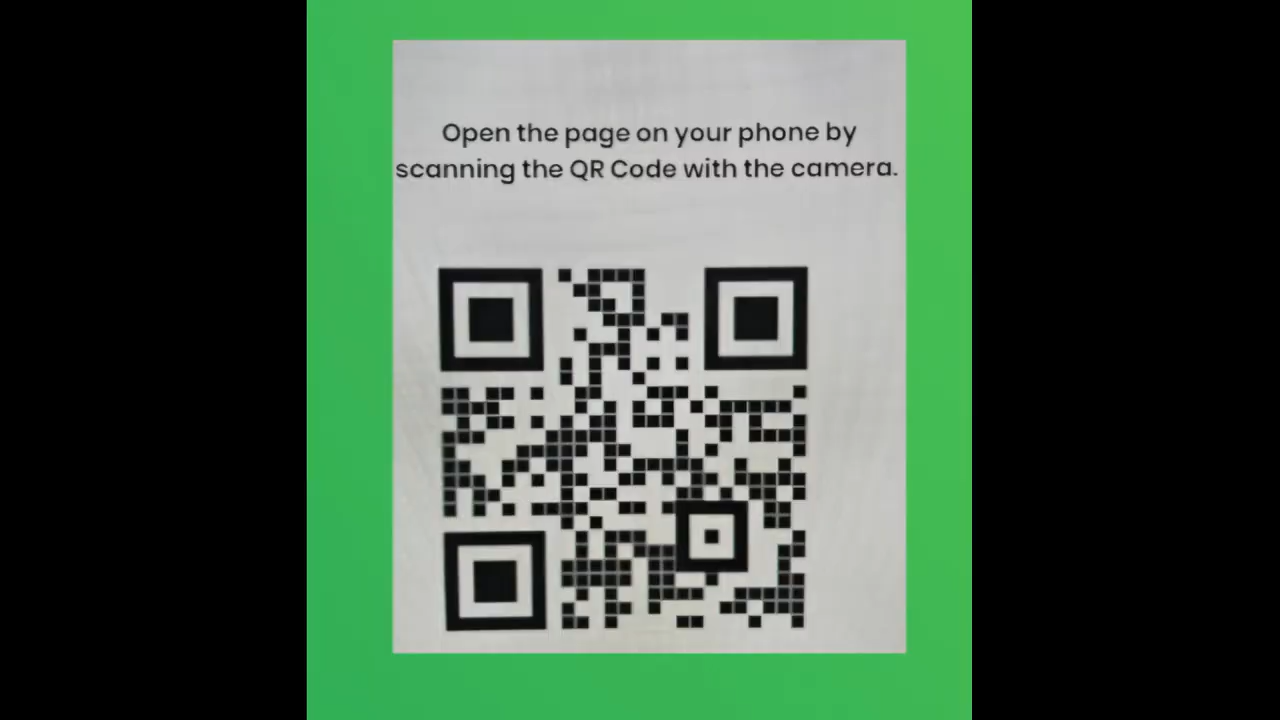 Open the page on your phone by
scanning the QR Code with the camera.